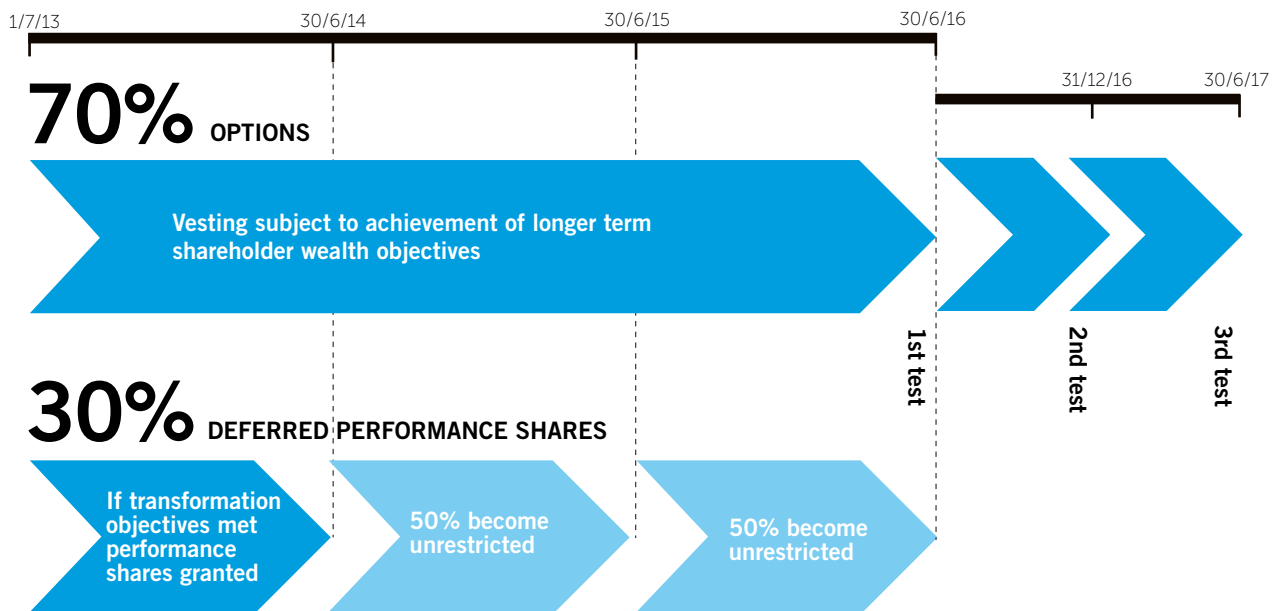 1/7/13
30/6/14
30/6/15
30/6/16
31/12/16
30/6/17
70% OPTIONS
Vesting subject to achievement of longer term
shareholder wealth objectives
1st test
2nd test
3rd test
30% DEFERRED PERFORMANCE SHARES
If transformation
objectives met
performance
shares granted
50% become
unrestricted
50% become
unrestricted